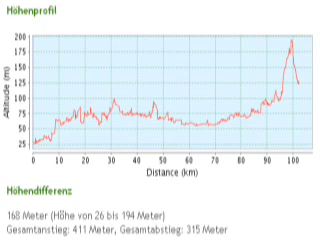 Höhenprofil
Altitude (m)
200
175
150
125
100
75
50
25
0 10 20 30 40 50 60 70 80 90 100
Distance (km)
Höhendifferenz
168 Meter (Höhe von 26 bis 194 Meter)
Gesamtanstieg: 411 Meter, Gesamtabstieg: 315 Meter